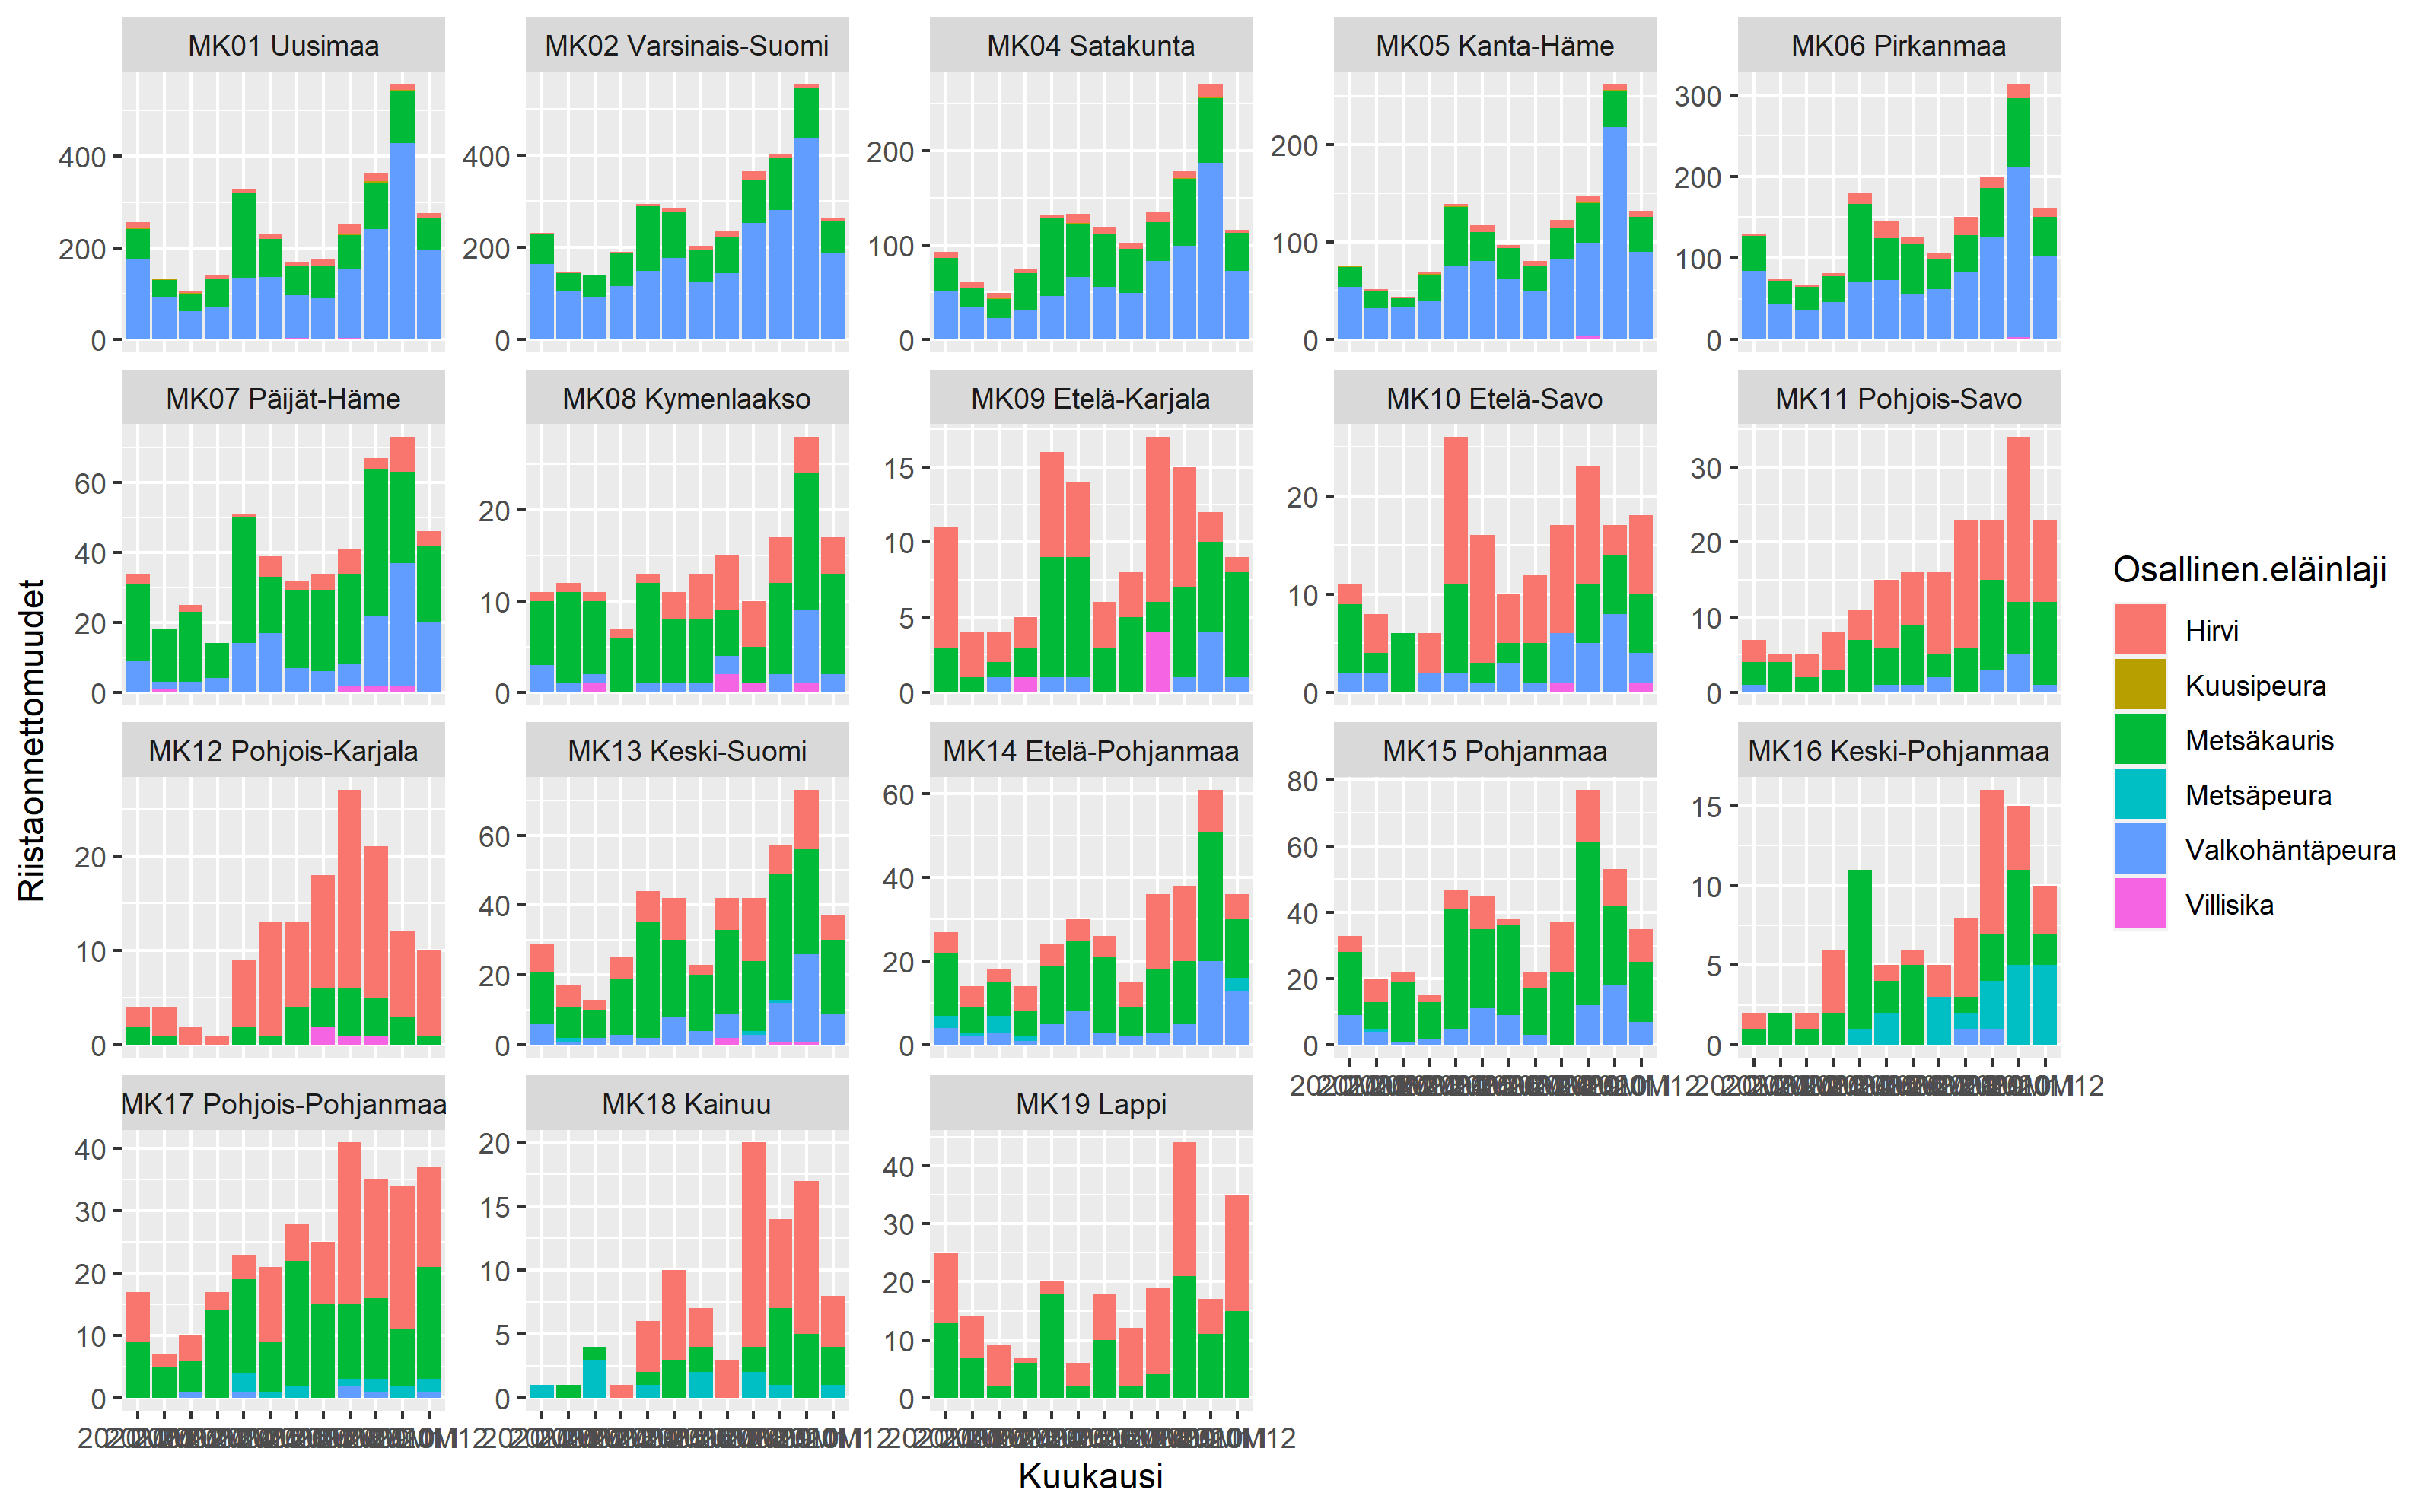 MK01 Uusimaa
MK02 Varsinais-Suomi
MK04 Satakunta
MK05 Kanta-Häme
MK06 Pirkanmaa
400
200
0
400
200
0
200
100
0
200
100
0
300
200
100
0
MK07 Päijät-Häme
MK08 Kymenlaakso
MK09 Etelä-Karjala
MK10 Etelä-Savo
MK11 Pohjois-Savo
60
40
20
0
20
10
0
15
10
5
0
20
10
0
30
20
10
0
MK12 Pohjois-Karjala
MK13 Keski-Suomi
MK14 Etelä-Pohjanmaa
MK15 Pohjanmaa
MK16 Keski-Pohjanmaa
20
10
0
60
40
20
0
60
40
20
0
80
60
40
20
0
15
10
5
0
MK17 Pohjois-Pohjanmaa
MK18 Kainuu
MK19 Lappi
40
30
20
10
0
20
15
10
5
0
40
30
20
10
0
Kuukausi
Riistaonnettomuudet
Osallinen.eläinlaji
Hirvi
Kuusipeura
Metsäkauris
Metsäpeura
Valkohäntäpeura
Villisika